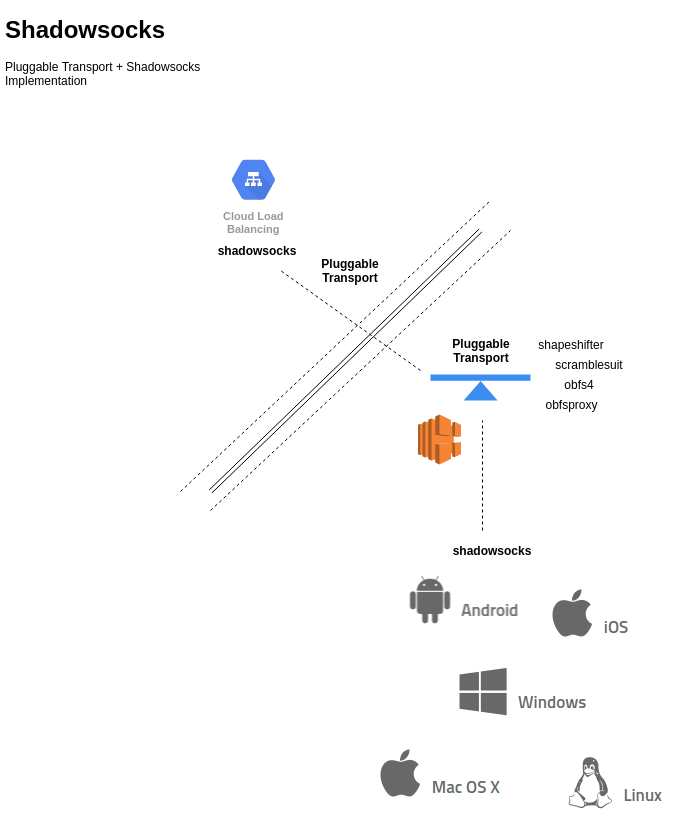 Shadowsocks
Pluggable Transport + Shadowsocks
Implementation
Cloud Load
Balancing
shadowsocks
Pluggable
Transport
Pluggable
Transport
shapeshifter
scramblesuit
obfs4
obfsproxy
shadowsocks
Android
iOS
Windows
Mac OS X
Linux